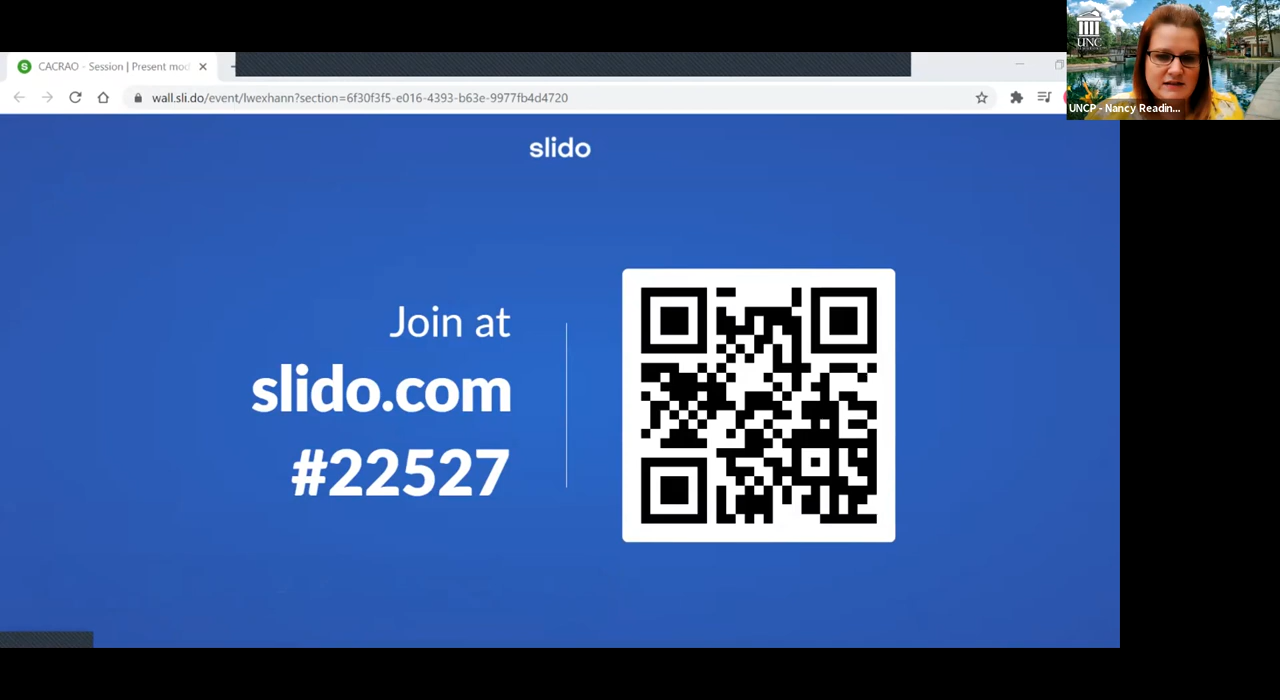 CACRAO - Session | Present mod
wall.sli.do/event/lwexhann?section=6f30f3f5-e016-4393-b63e-9977fb4d4720
UNC
UNCP - Nancy Readin...
slido
Join at
slido.com
#22527